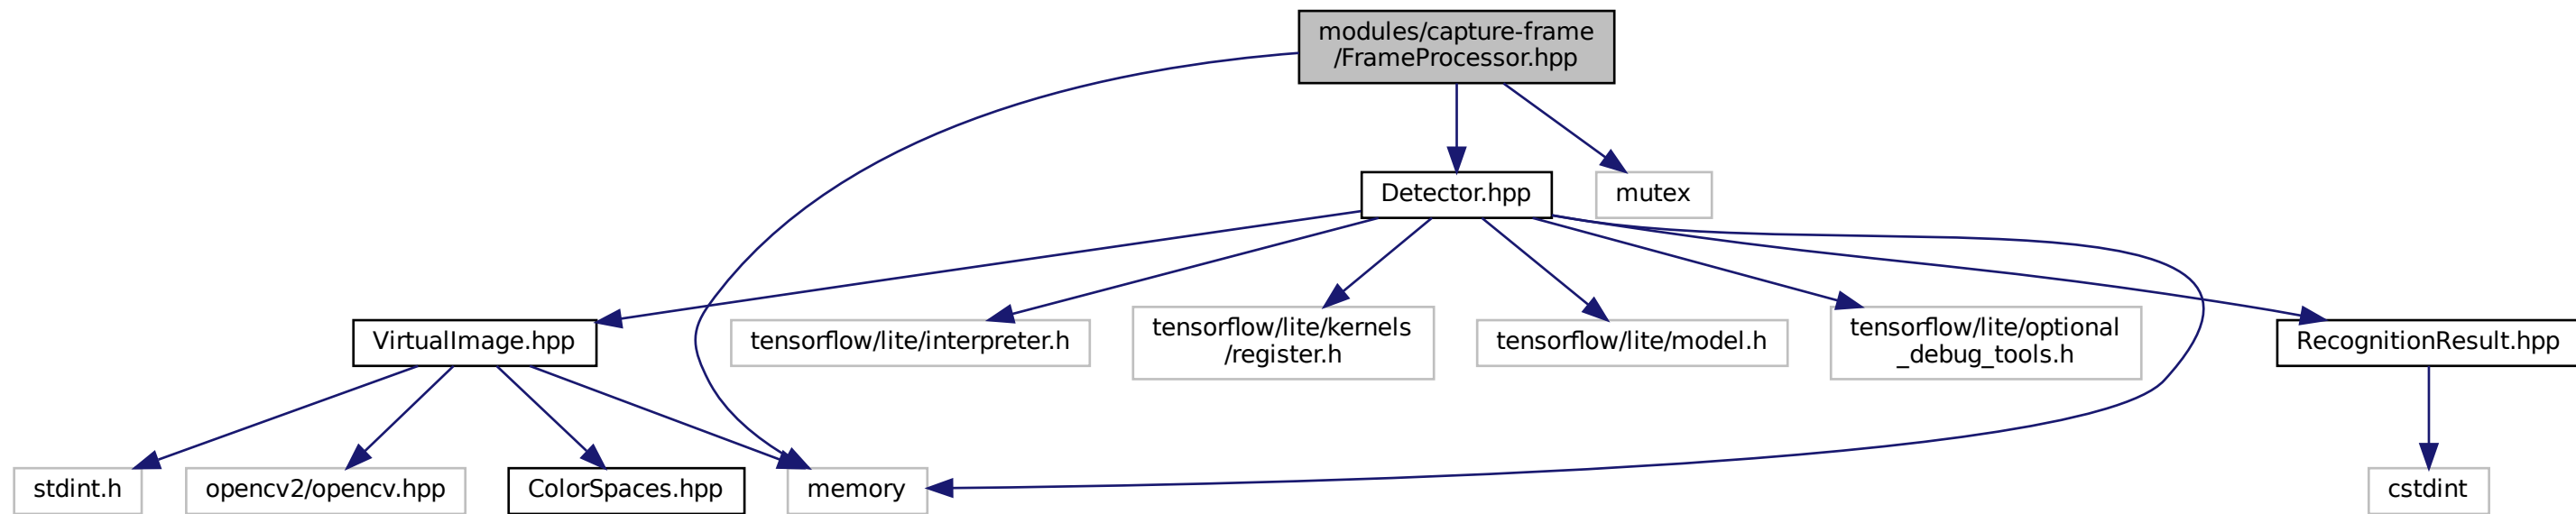 modules/capture-frame
/FrameProcessor.hpp
Detector.hpp
mutex
VirtualImage.hpp
tensorflow/lite/interpreter.h
tensorflow/lite/kernels
/register.h
tensorflow/lite/model.h
tensorflow/lite/optional
_debug_tools.h
RecognitionResult.hpp
stdint.h
opencv2/opencv.hpp
ColorSpaces.hpp
memory
cstdint